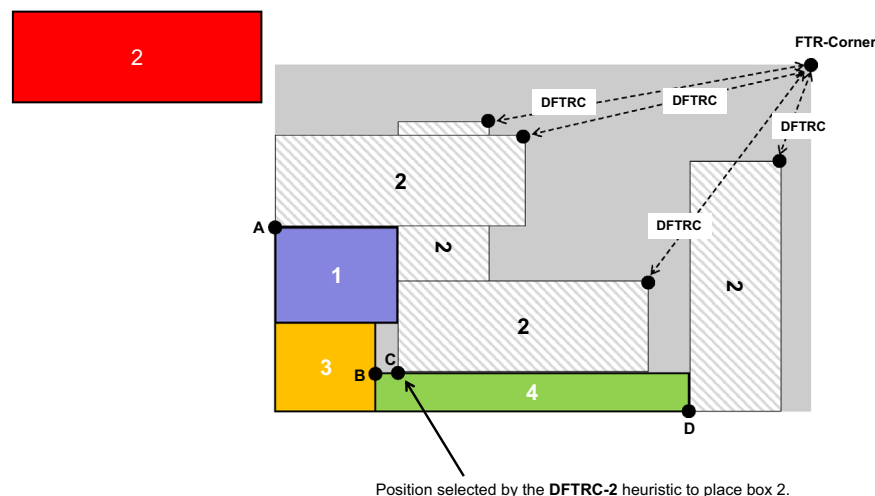 2
FTR-Corner
DFTRC
DFTRC
DFTRC
2
A
DFTRC
2
1
2
2
3
B
C
4
D
Position selected by the DFTRC-2 heuristic to place box 2.